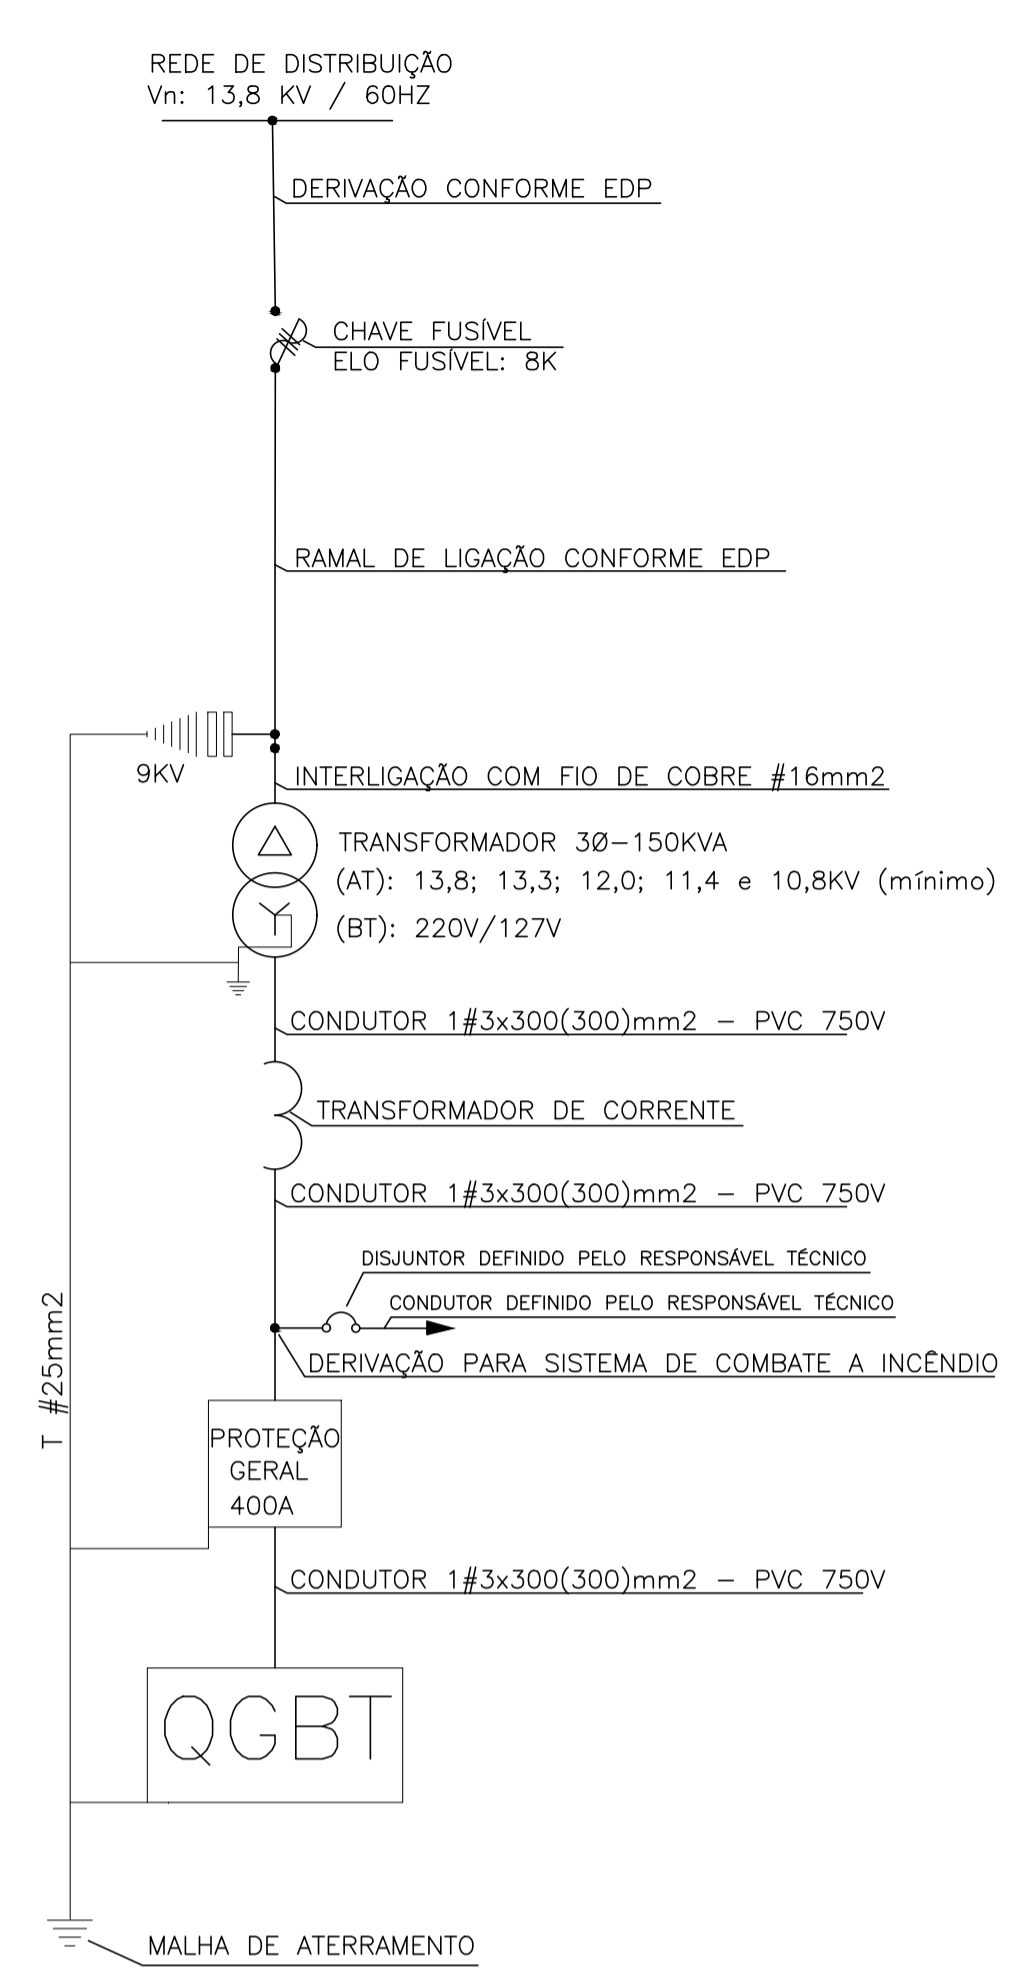 REDE DE DISTRIBUIÇÃO
Vn: 13,8 KV / 60HZ
DERIVAÇÃO CONFORME EDP
CHAVE FUSÍVEL
ELO FUSÍVEL: 8K
RAMAL DE LIGAÇÃO CONFORME EDP
9KV
INTERLIGAÇÃO COM FIO DE COBRE #16mm2
TRANSFORMADOR 3Ø-150KVA
(AT): 13,8; 13,3; 12,0; 11,4 e 10,8KV (mínimo)
(BT): 220V/127V
CONDUTOR 1#3x300(300)mm2 - PVC 750V
TRANSFORMADOR DE CORRENTE
CONDUTOR 1#3x300(300)mm2 - PVC 750V
DISJUNTOR DEFINIDO PELO RESPONSÁVEL TÉCNICO
CONDUTOR DEFINIDO PELO RESPONSÁVEL TÉCNICO
DERIVAÇÃO PARA SISTEMA DE COMBATE A INCÊNDIO
T #25mm2
PROTEÇÃO
GERAL
400A
CONDUTOR 1#3x300(300)mm2 - PVC 750V
QGBT
MALHA DE ATERRAMENTO